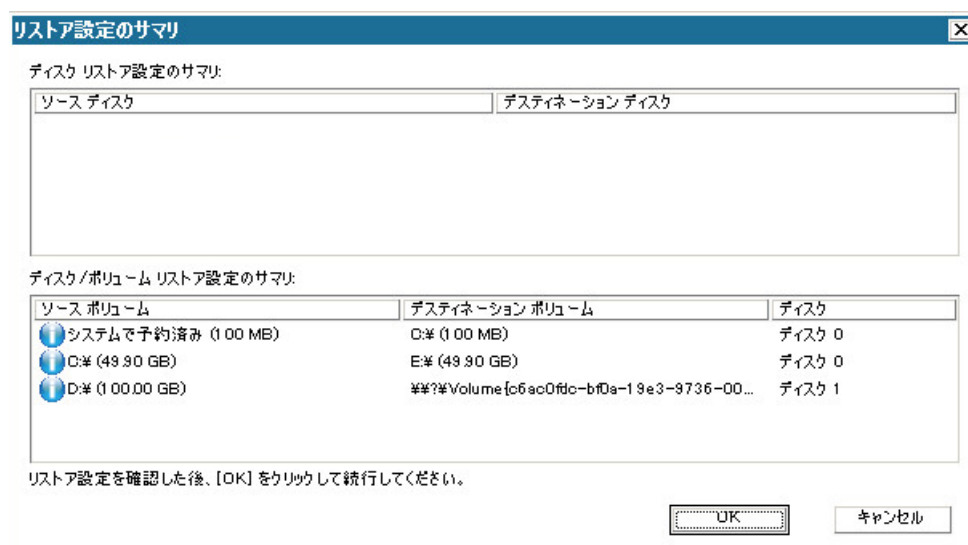 リストア設定のサマリ
ディスク リストア設定のサマリ:
ソース ディスク デスティネーション ディスク
ディスク/ボリューム リストア設定のサマリ:
ソース ボリューム デスティネーション ボリューム ディスク
システムで予約済み (100 MB) C:¥ (100 MB) ディスク 0
C:¥ (49.90 GB) E:¥ (49.90 GB) ディスク 0
D:¥ (100.00 GB) ¥¥?¥Volume{c6ac0fdc-bf0a-19e3-9736-00... ディスク 1
リストア設定を確認した後、[OK] をクリックして続行してください。
OK キャンセル